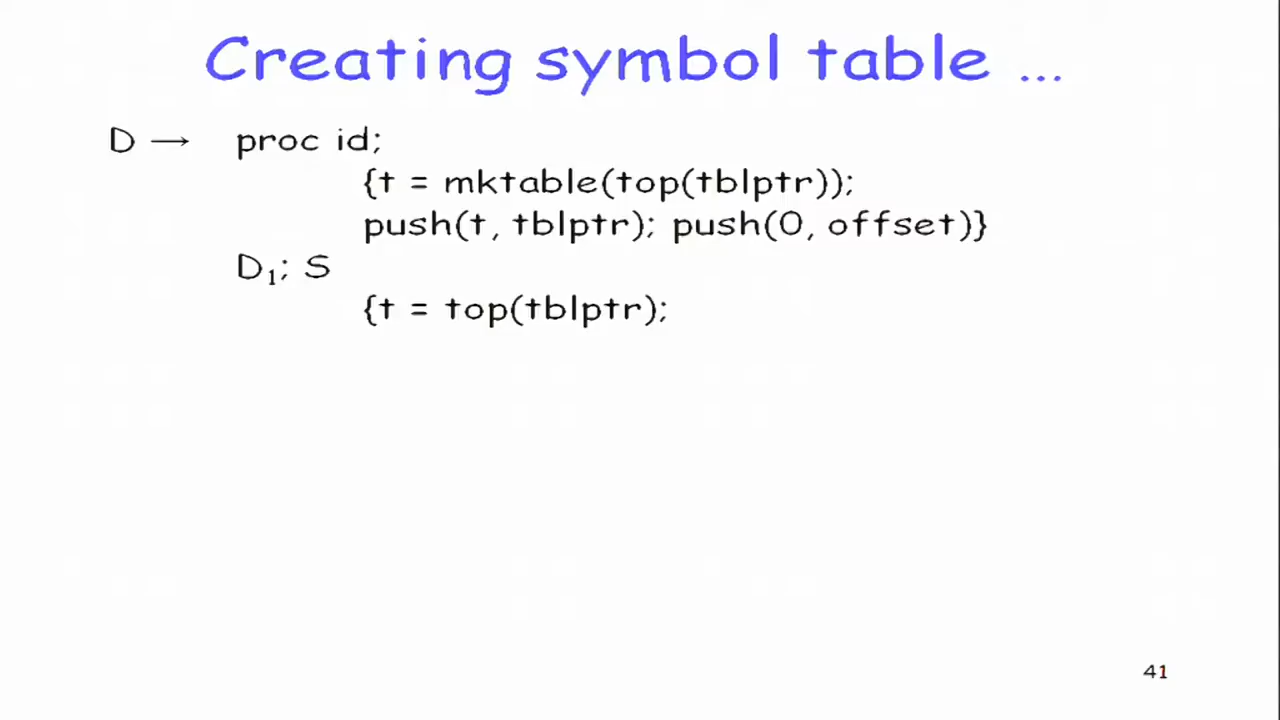 Creating symbol table ...
D → proc id;
{t = mktable(top(tblptr));
push(t, tblptr); push(0, offset)}
D₁; S
{t = top(tblptr);
41